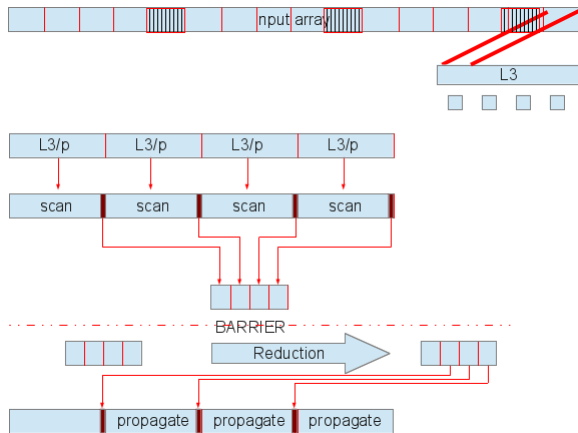 nput array
L3
L3/p L3/p L3/p L3/p
scan scan scan scan
BARRIER
Reduction
propagate propagate propagate